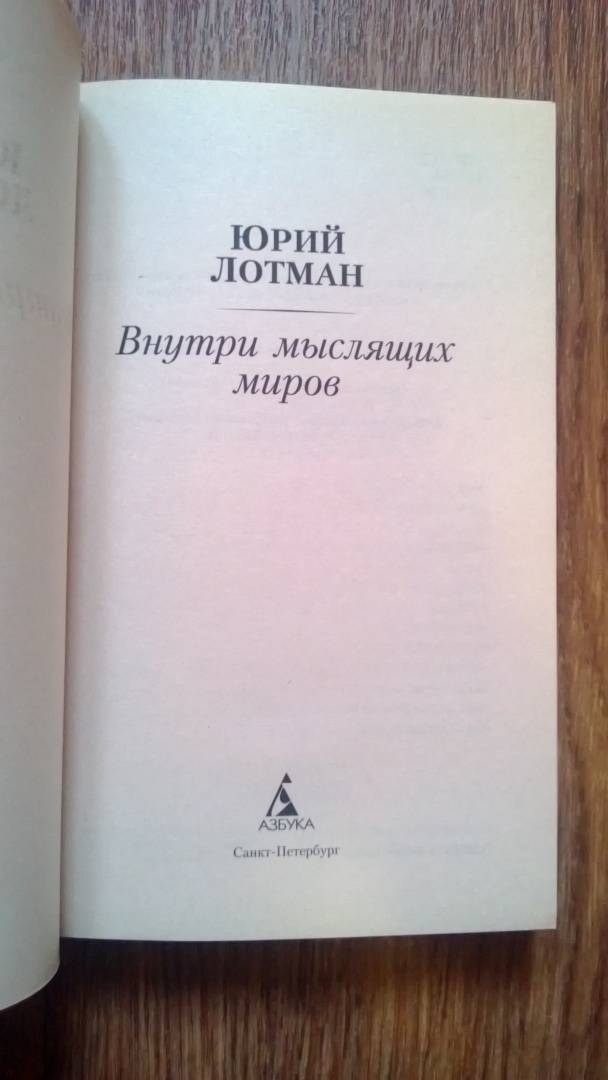 ЮРИЙ
ЛОТМАН
Внутри мыслящих
миров
АЗБУКА
Санкт-Петербург